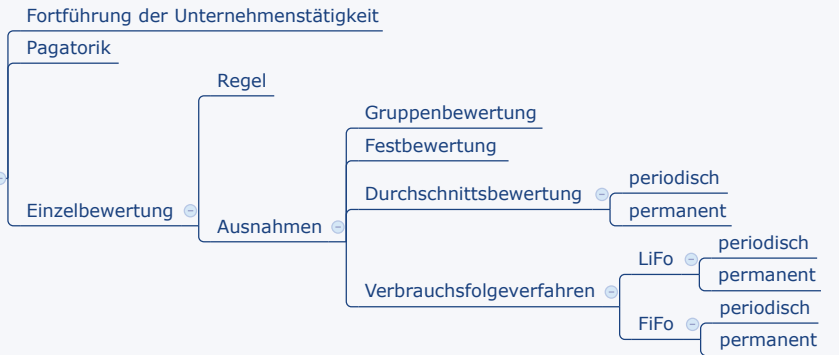 Fortführung der Unternehmenstätigkeit
Pagatorik
Einzelbewertung
Regel
Ausnahmen
Gruppenbewertung
Festbewertung
Durchschnittsbewertung
periodisch
permanent
Verbrauchsfolgeverfahren
LiFo
periodisch
permanent
FiFo
periodisch
permanent